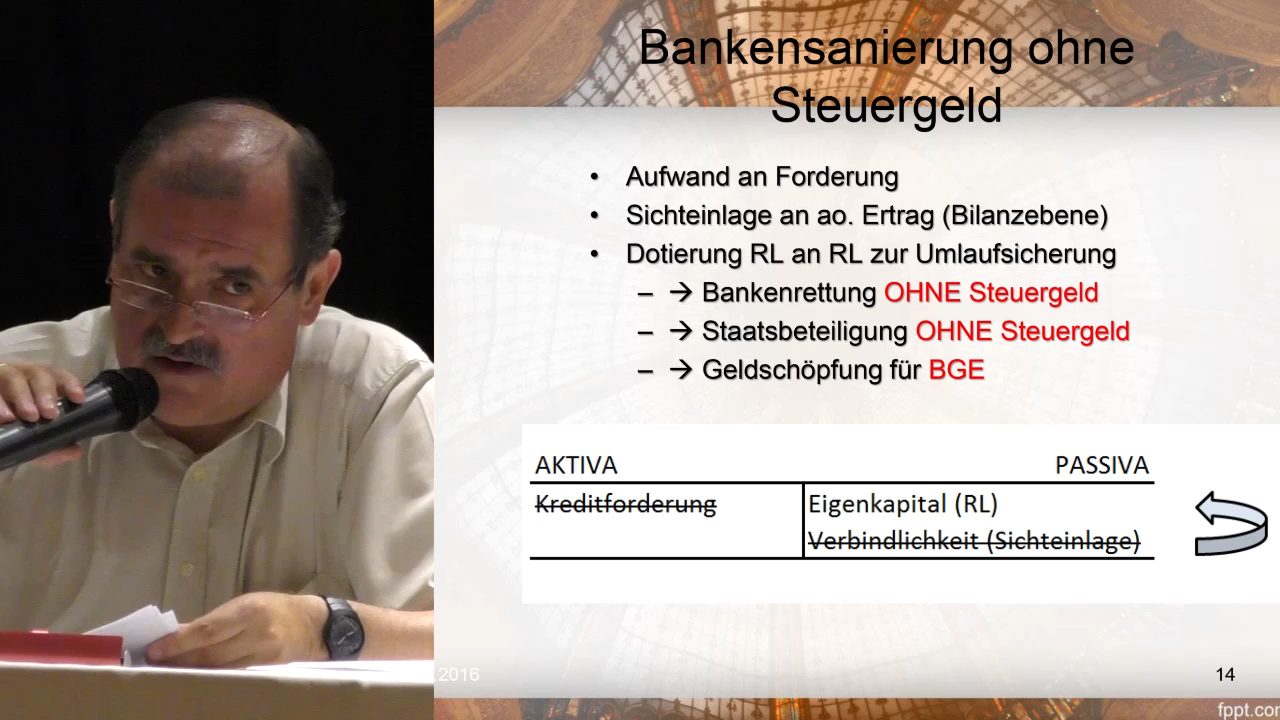 Bankensanierung ohne
Steuergeld
• Aufwand an Forderung
• Sichteinlage an ao. Ertrag (Bilanzebene)
• Dotierung RL an RL zur Umlaufsicherung
– → Bankenrettung OHNE Steuergeld
– → Staatsbeteiligung OHNE Steuergeld
– → Geldschöpfung für BGE
AKTIVA PASSIVA
Kreditforderung Eigenkapital (RL)
Verbindlichkeit (Sichteinlage)
.2016 14
fppt.com